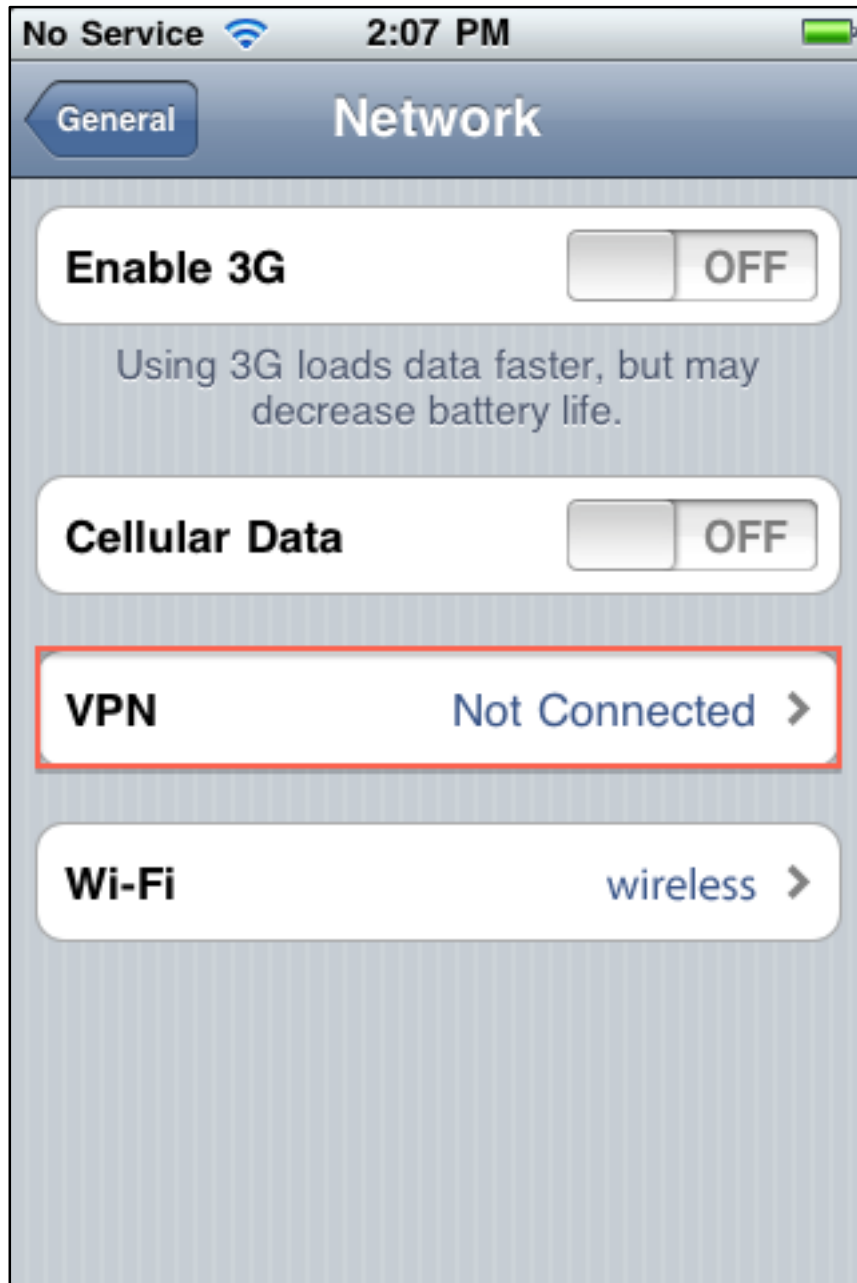 No Service 2:07 PM
General Network
Enable 3G OFF
Using 3G loads data faster, but may
decrease battery life.
Cellular Data OFF
VPN Not Connected
Wi-Fi wireless